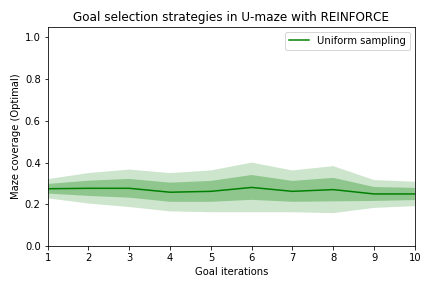 Goal selection strategies in U-maze with REINFORCE
Uniform sampling
Maze coverage (Optimal)
1.0
0.8
0.6
0.4
0.2
0.0
1 2 3 4 5 6 7 8 9 10
Goal iterations